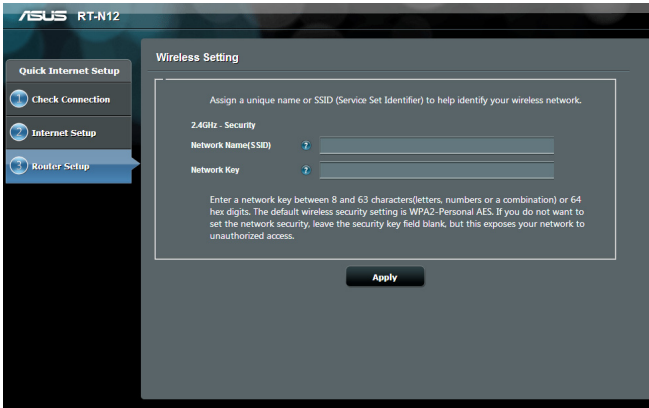 ASUS RT-N12
Quick Internet Setup
1 Check Connection
2 Internet Setup
3 Router Setup
Wireless Setting
Assign a unique name or SSID (Service Set Identifier) to help identify your wireless network.
2.4GHz - Security
Network Name(SSID) ?
Network Key ?
Enter a network key between 8 and 63 characters(letters, numbers or a combination) or 64
hex digits. The default wireless security setting is WPA2-Personal AES. If you do not want to
set the network security, leave the security key field blank, but this exposes your network to
unauthorized access.
Apply